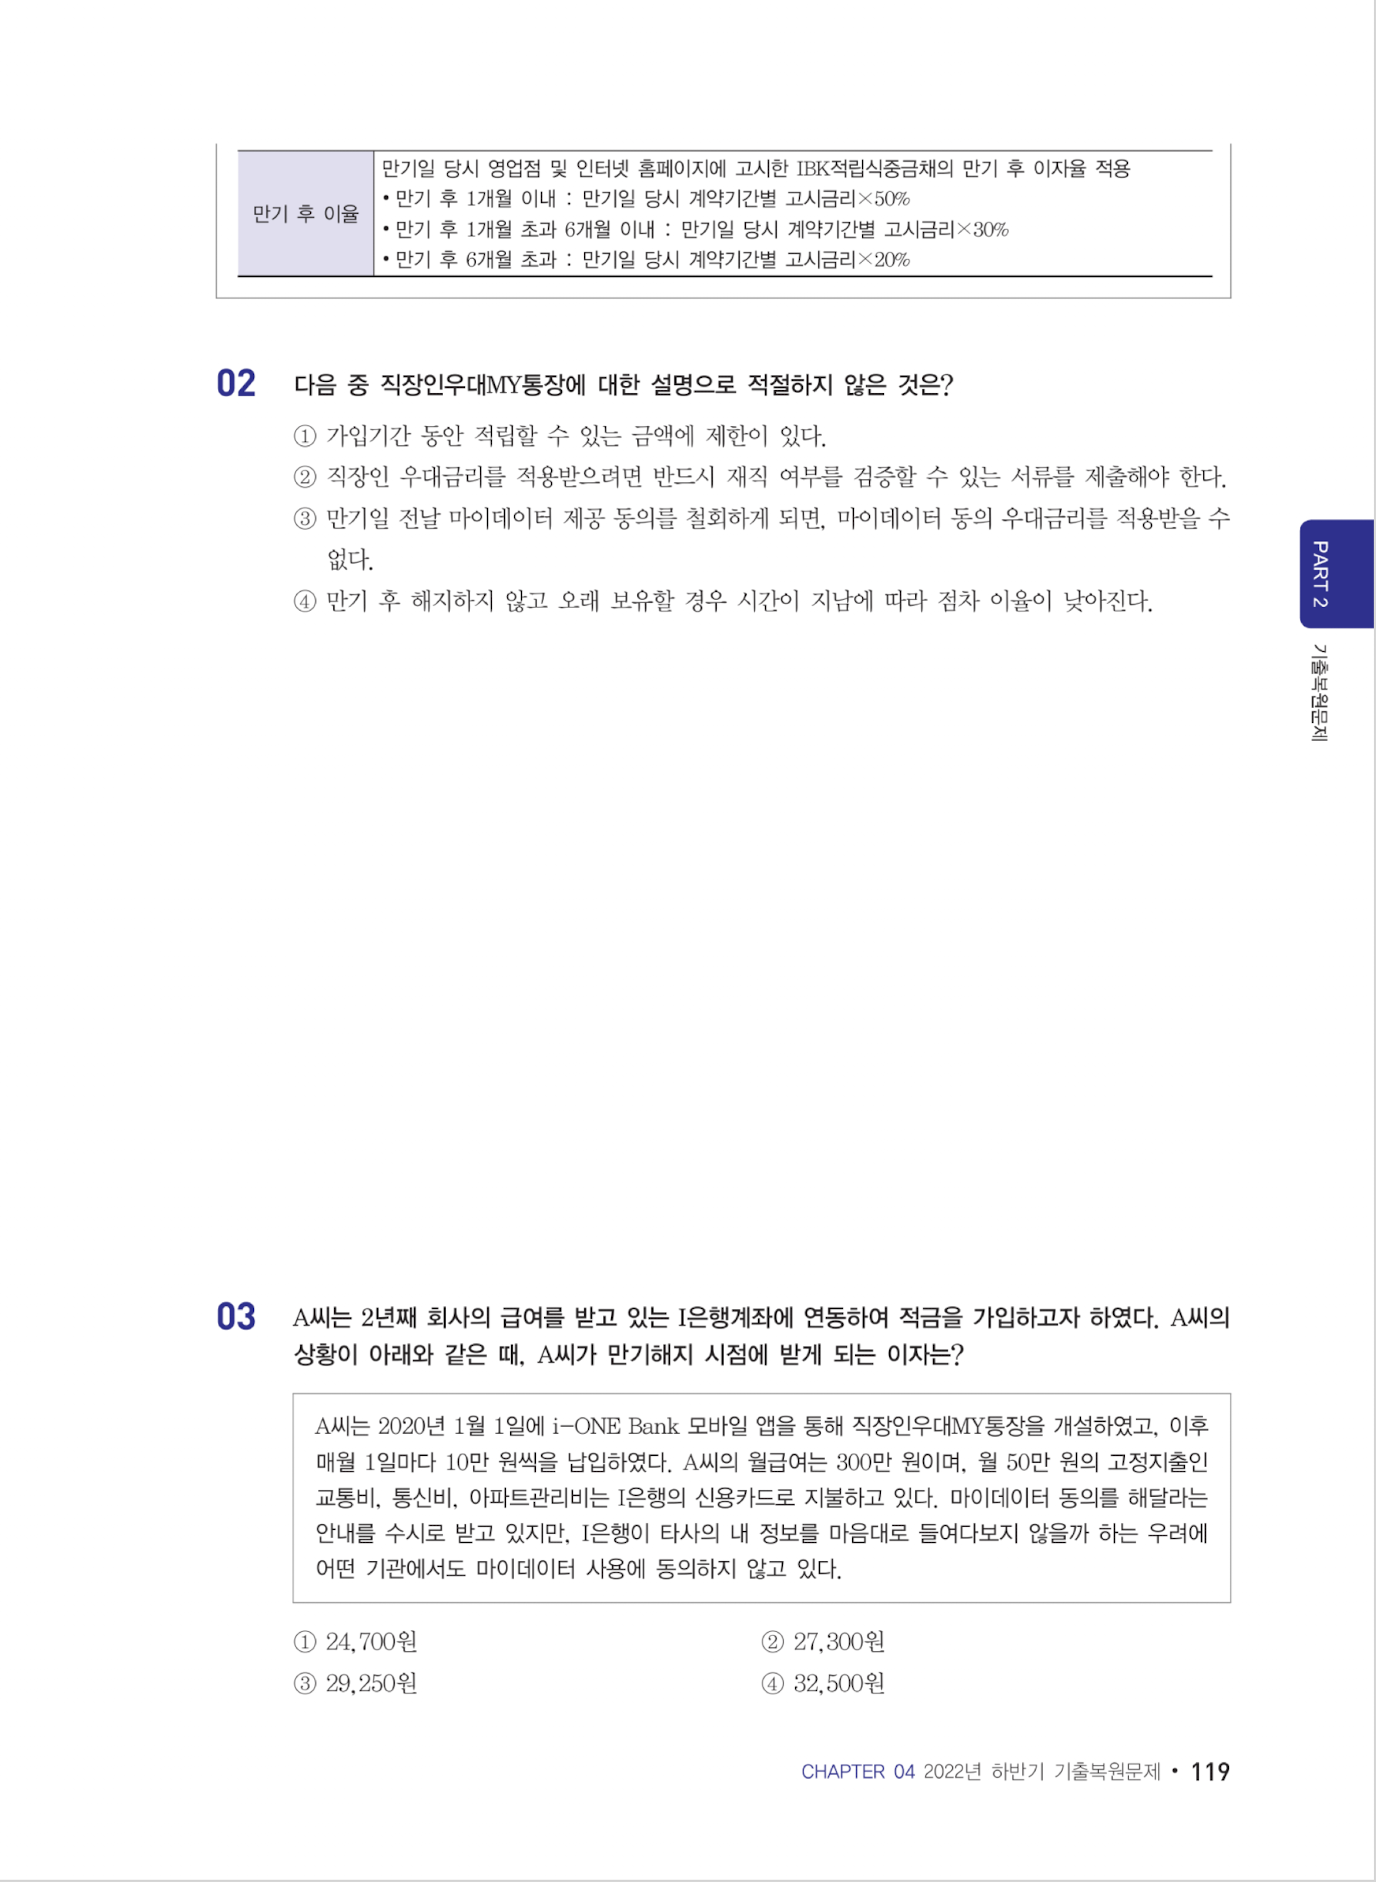 만기일 당시 영업점 및 인터넷 홈페이지에 고시한 IBK적립식중금채의 만기 후 이자율 적용
만기 후 이율
• 만기 후 1개월 이내 : 만기일 당시 계약기간별 고시금리×50%
• 만기 후 1개월 초과 6개월 이내 : 만기일 당시 계약기간별 고시금리×30%
• 만기 후 6개월 초과 : 만기일 당시 계약기간별 고시금리×20%
02 다음 중 직장인우대MY통장에 대한 설명으로 적절하지 않은 것은?
① 가입기간 동안 적립할 수 있는 금액에 제한이 있다.
② 직장인 우대금리를 적용받으려면 반드시 재직 여부를 검증할 수 있는 서류를 제출해야 한다.
③ 만기일 전날 마이데이터 제공 동의를 철회하게 되면, 마이데이터 동의 우대금리를 적용받을 수
없다.
④ 만기 후 해지하지 않고 오래 보유할 경우 시간이 지남에 따라 점차 이율이 낮아진다.
PART 2
기출복원문제
03 A씨는 2년째 회사의 급여를 받고 있는 I은행계좌에 연동하여 적금을 가입하고자 하였다. A씨의
상황이 아래와 같은 때, A씨가 만기해지 시점에 받게 되는 이자는?
A씨는 2020년 1월 1일에 i-ONE Bank 모바일 앱을 통해 직장인우대MY통장을 개설하였고, 이후
매월 1일마다 10만 원씩을 납입하였다. A씨의 월급여는 300만 원이며, 월 50만 원의 고정지출인
교통비, 통신비, 아파트관리비는 I은행의 신용카드로 지불하고 있다. 마이데이터 동의를 해달라는
안내를 수시로 받고 있지만, I은행이 타사의 내 정보를 마음대로 들여다보지 않을까 하는 우려에
어떤 기관에서도 마이데이터 사용에 동의하지 않고 있다.
① 24,700원 ② 27,300원
③ 29,250원 ④ 32,500원
CHAPTER 04 2022년 하반기 기출복원문제 • 119